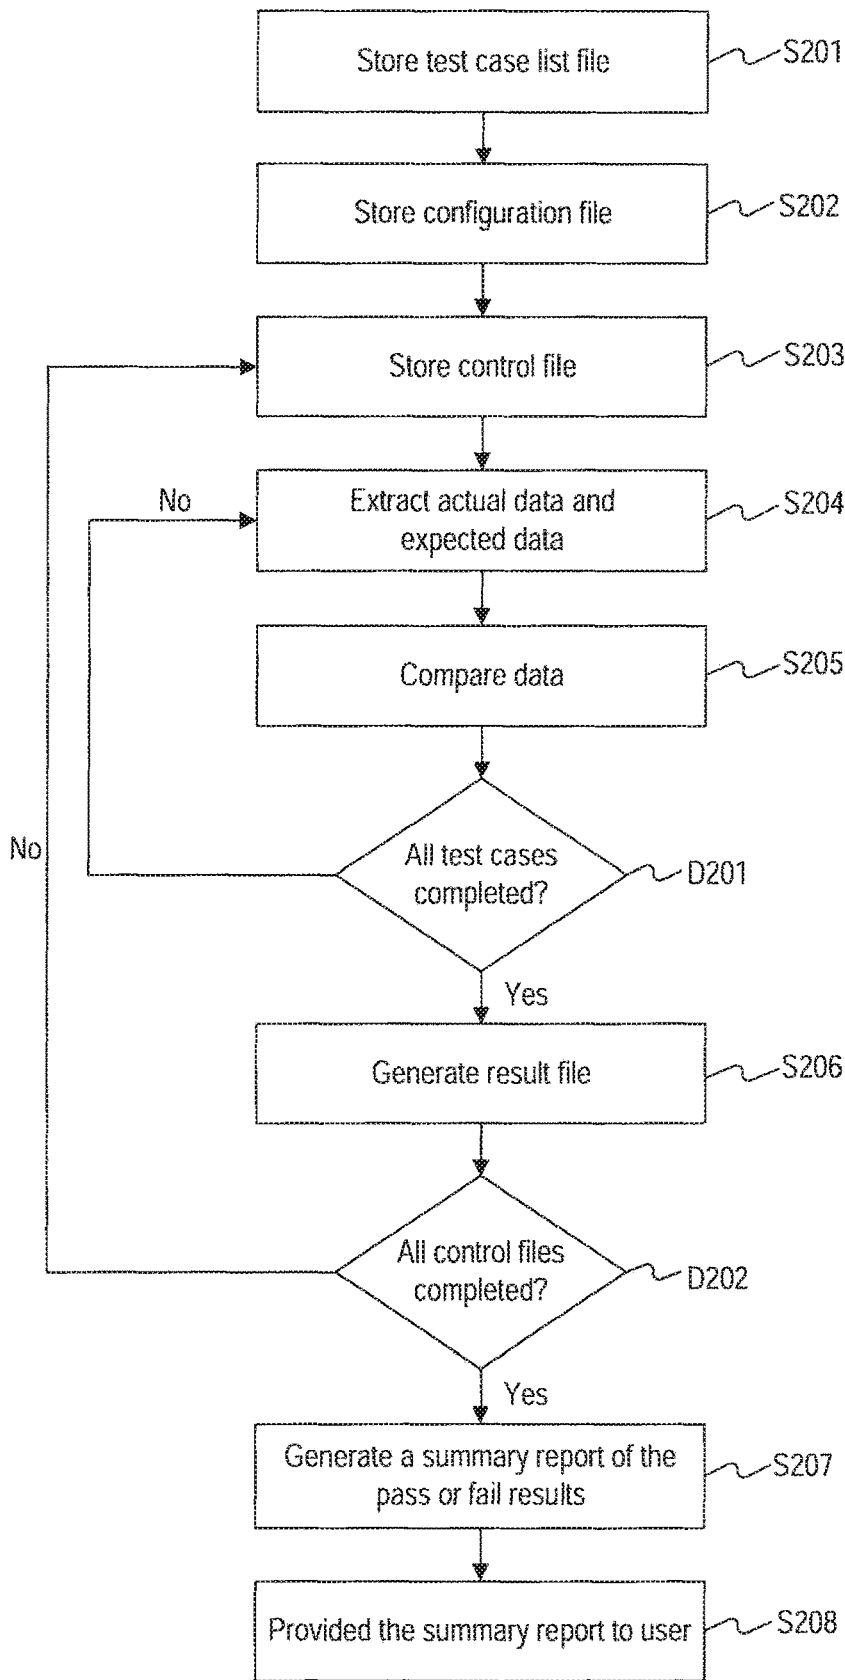 Store test case list file
S201
Store configuration file
S202
Store control file
S203
No
Extract actual data and
expected data
S204
Compare data
S205
No
All test cases
completed?
D201
Yes
Generate result file
S206
All control files
completed?
D202
Yes
Generate a summary report of the
pass or fail results
S207
Provided the summary report to user
S208